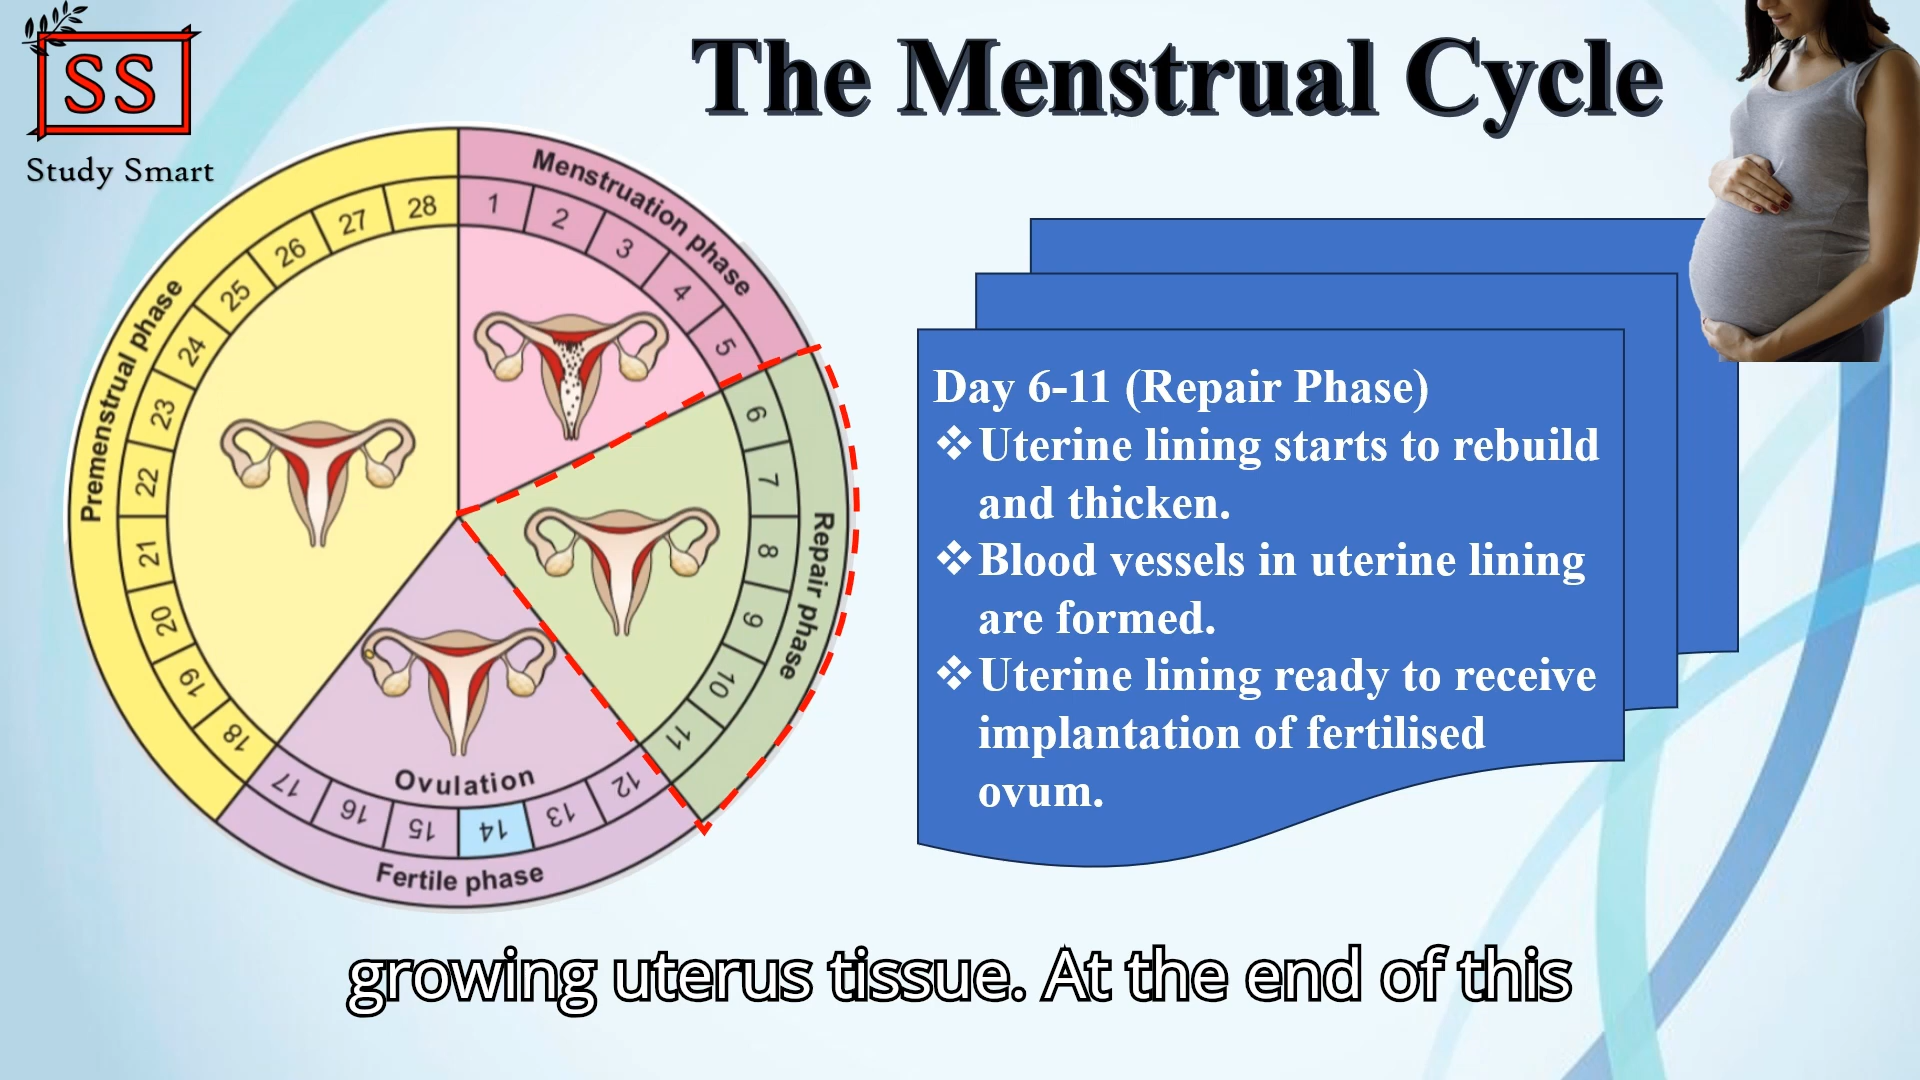 SS
Study Smart
The Menstrual Cycle
Menstruation phase
1
2
3
4
5
Repair phase
6
7
8
9
10
11
Fertile phase
Ovulation
12
13
14
15
16
17
Premenstrual phase
18
19
20
21
22
23
24
25
26
27
28
Day 6-11 (Repair Phase)
❖Uterine lining starts to rebuild
and thicken.
❖Blood vessels in uterine lining
are formed.
❖Uterine lining ready to receive
implantation of fertilised
ovum.
growing uterus tissue. At the end of this